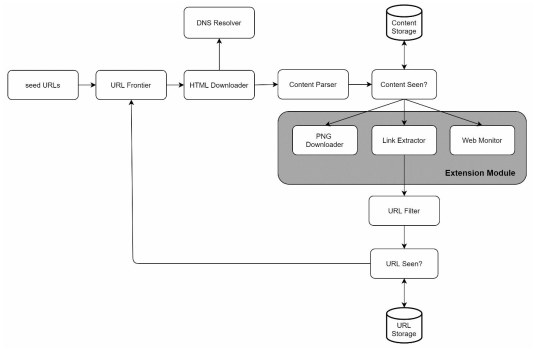 DNS Resolver
Content
Storage
seed URLs
URL Frontier
HTML Downloader
Content Parser
Content Seen?
PNG
Downloader
Link Extractor
Web Monitor
Extension Module
URL Filter
URL Seen?
URL
Storage